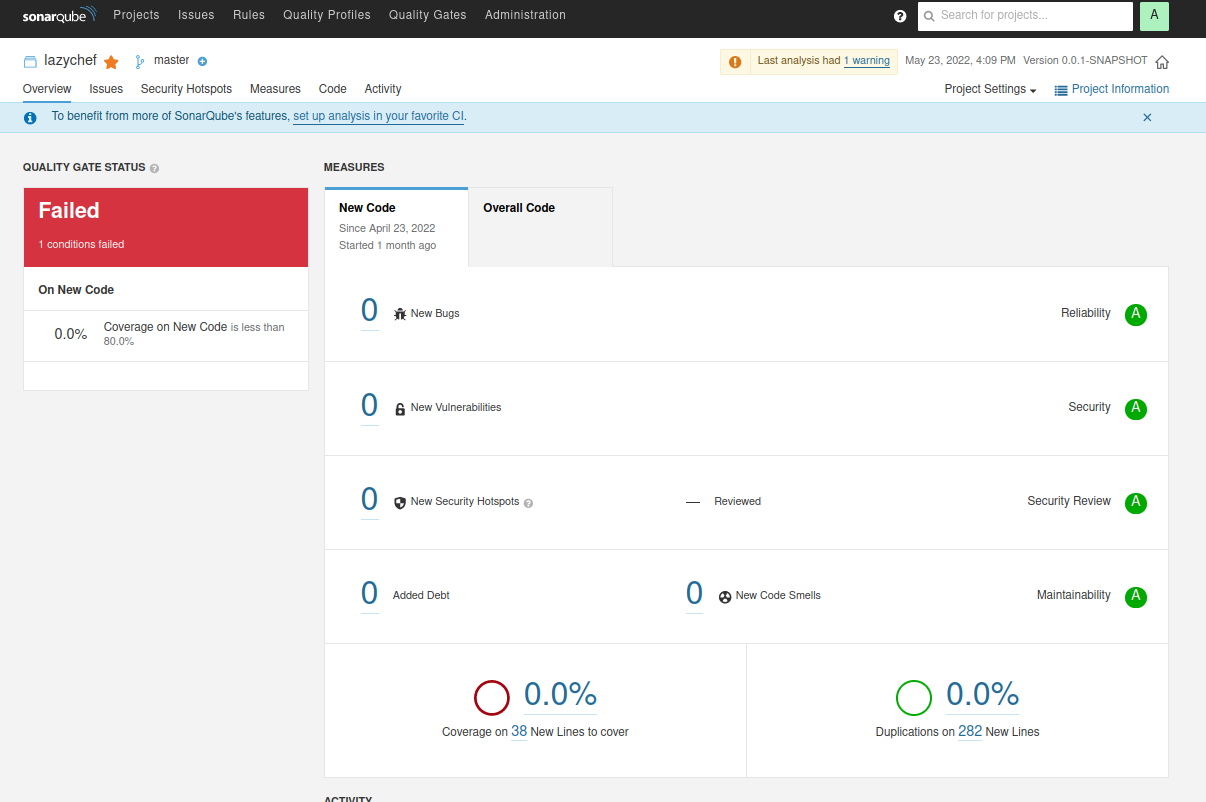 sonarqube Projects Issues Rules Quality Profiles Quality Gates Administration ? Search for projects... A
lazychef master Last analysis had 1 warning May 23, 2022, 4:09 PM Version 0.0.1-SNAPSHOT
Overview Issues Security Hotspots Measures Code Activity Project Settings Project Information
To benefit from more of SonarQube's features, set up analysis in your favorite CI.
QUALITY GATE STATUS ?
Failed
1 conditions failed
On New Code
0.0% Coverage on New Code is less than
80.0%
MEASURES
New Code
Since April 23, 2022
Started 1 month ago
Overall Code
0 New Bugs Reliability A
0 New Vulnerabilities Security A
0 New Security Hotspots ? — Reviewed Security Review A
0 Added Debt 0 New Code Smells Maintainability A
0.0%
Coverage on 38 New Lines to cover
0.0%
Duplications on 282 New Lines
ACTIVITY